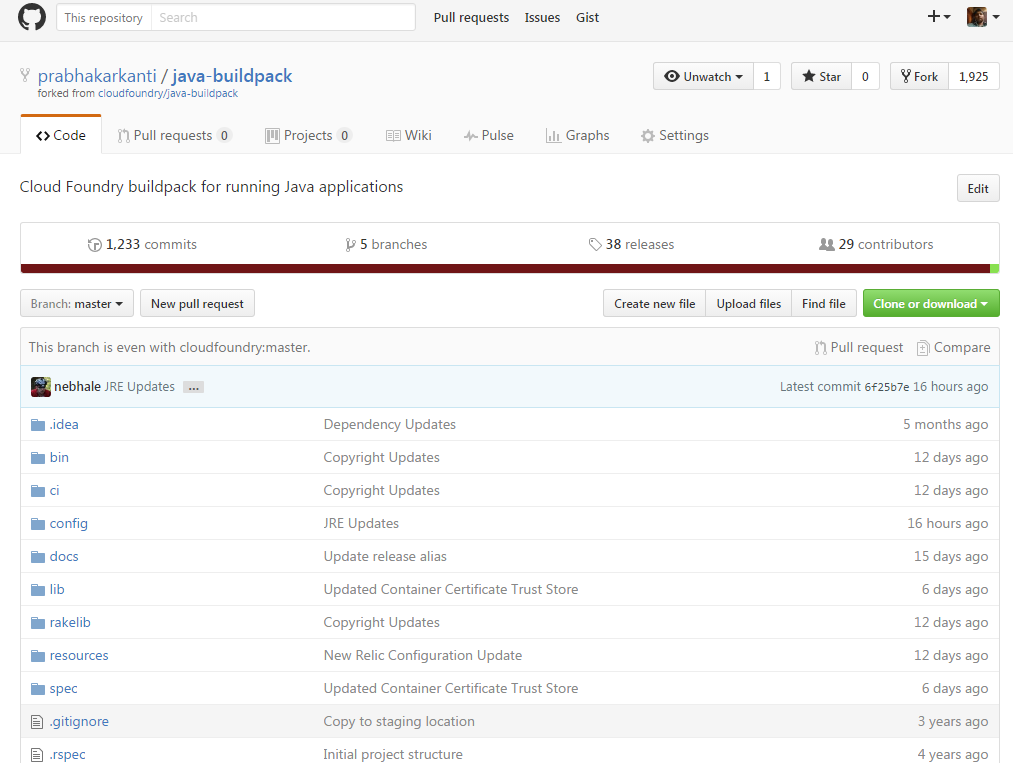 This repository Search Pull requests Issues Gist
prabhakarkanti / java-buildpack
forked from cloudfoundry/java-buildpack
Unwatch 1 Star 0 Fork 1,925
Code Pull requests 0 Projects 0 Wiki Pulse Graphs Settings
Cloud Foundry buildpack for running Java applications
Edit
1,233 commits 5 branches 38 releases 29 contributors
Branch: master New pull request Create new file Upload files Find file Clone or download
This branch is even with cloudfoundry:master. Pull request Compare
nebhale JRE Updates … Latest commit 6f25b7e 16 hours ago
.idea Dependency Updates 5 months ago
bin Copyright Updates 12 days ago
ci Copyright Updates 12 days ago
config JRE Updates 16 hours ago
docs Update release alias 15 days ago
lib Updated Container Certificate Trust Store 6 days ago
rakelib Copyright Updates 12 days ago
resources New Relic Configuration Update 12 days ago
spec Updated Container Certificate Trust Store 6 days ago
.gitignore Copy to staging location 3 years ago
.rspec Initial project structure 4 years ago